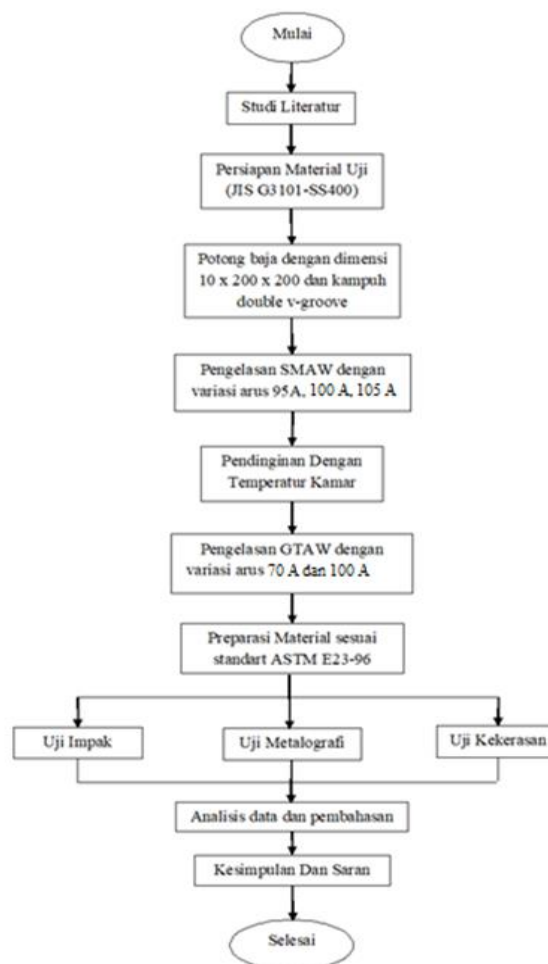 Mulai
Studi Literatur
Persiapan Material Uji
(JIS G3101-SS400)
Potong baja dengan dimensi
10 x 200 x 200 dan kampuh
double v-groove
Pengelasan SMAW dengan
variasi arus 95A, 100 A, 105 A
Pendinginan Dengan
Temperatur Kamar
Pengelasan GTAW dengan
variasi arus 70 A dan 100 A
Preparasi Material sesuai
standart ASTM E23-96
Uji Impak
Uji Metalografi
Uji Kekerasan
Analisis data dan pembahasan
Kesimpulan Dan Saran
Selesai